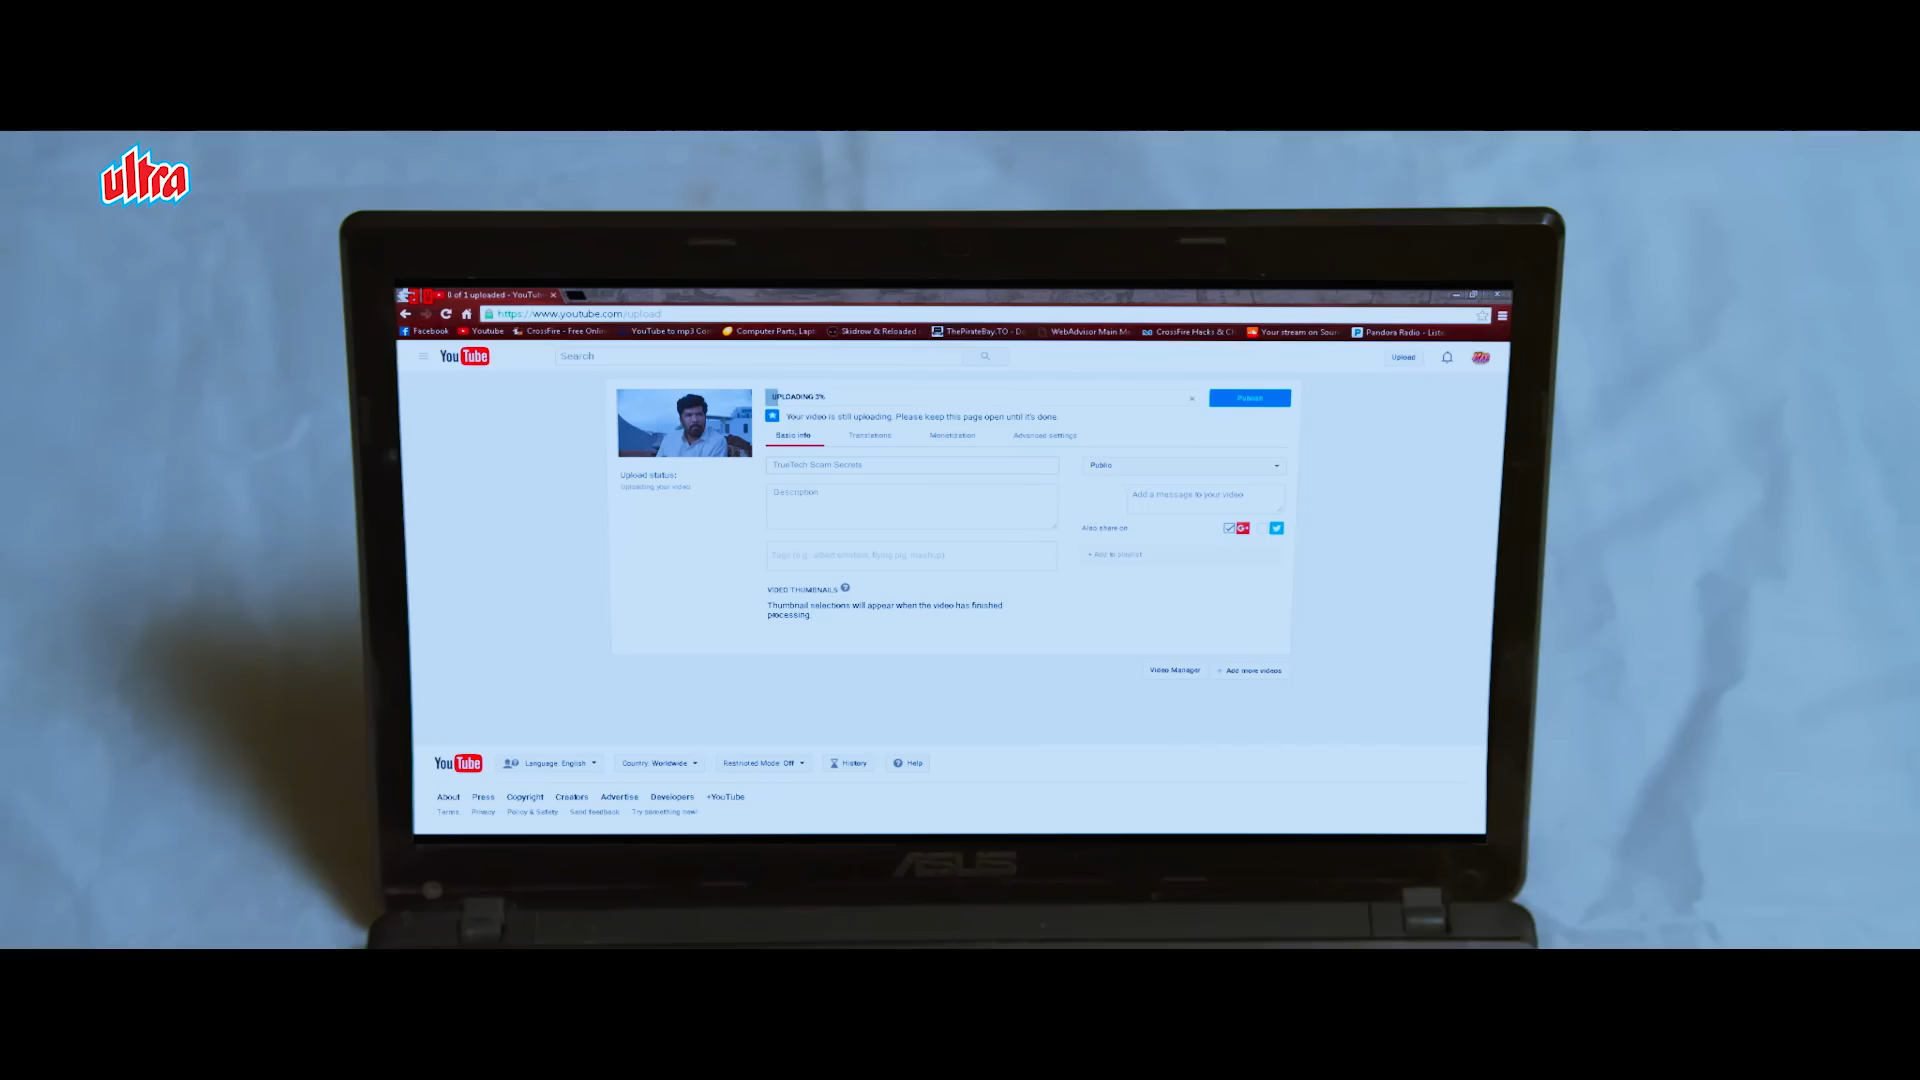 ultra
0 of 1 uploaded - YouTub
https://www.youtube.com/upload
Facebook Youtube CrossFire - Free Onlin YouTube to mp3 Con Computer Parts, Lapt Skidrow & Reloaded ThePirateBay.TO - Do WebAdvisor Main Me CrossFire Hacks & C Your stream on Soun Pandora Radio - Liste
YouTube Search Upload
UPLOADING 3% Publish
Your video is still uploading. Please keep this page open until it's done.
Basic info Translations Monetization Advanced settings
TrueTech Scam Secrets Public
Upload status:
Uploading your video
Description Add a message to your video
Also share on G+
Tags (e.g., albert einstein, flying pig, mashup) + Add to playlist
VIDEO THUMBNAILS ?
Thumbnail selections will appear when the video has finished
processing.
Video Manager + Add more videos
YouTube Language: English Country: Worldwide Restricted Mode: Off History Help
About Press Copyright Creators Advertise Developers +YouTube
Terms Privacy Policy & Safety Send feedback Try something new!
ASUS